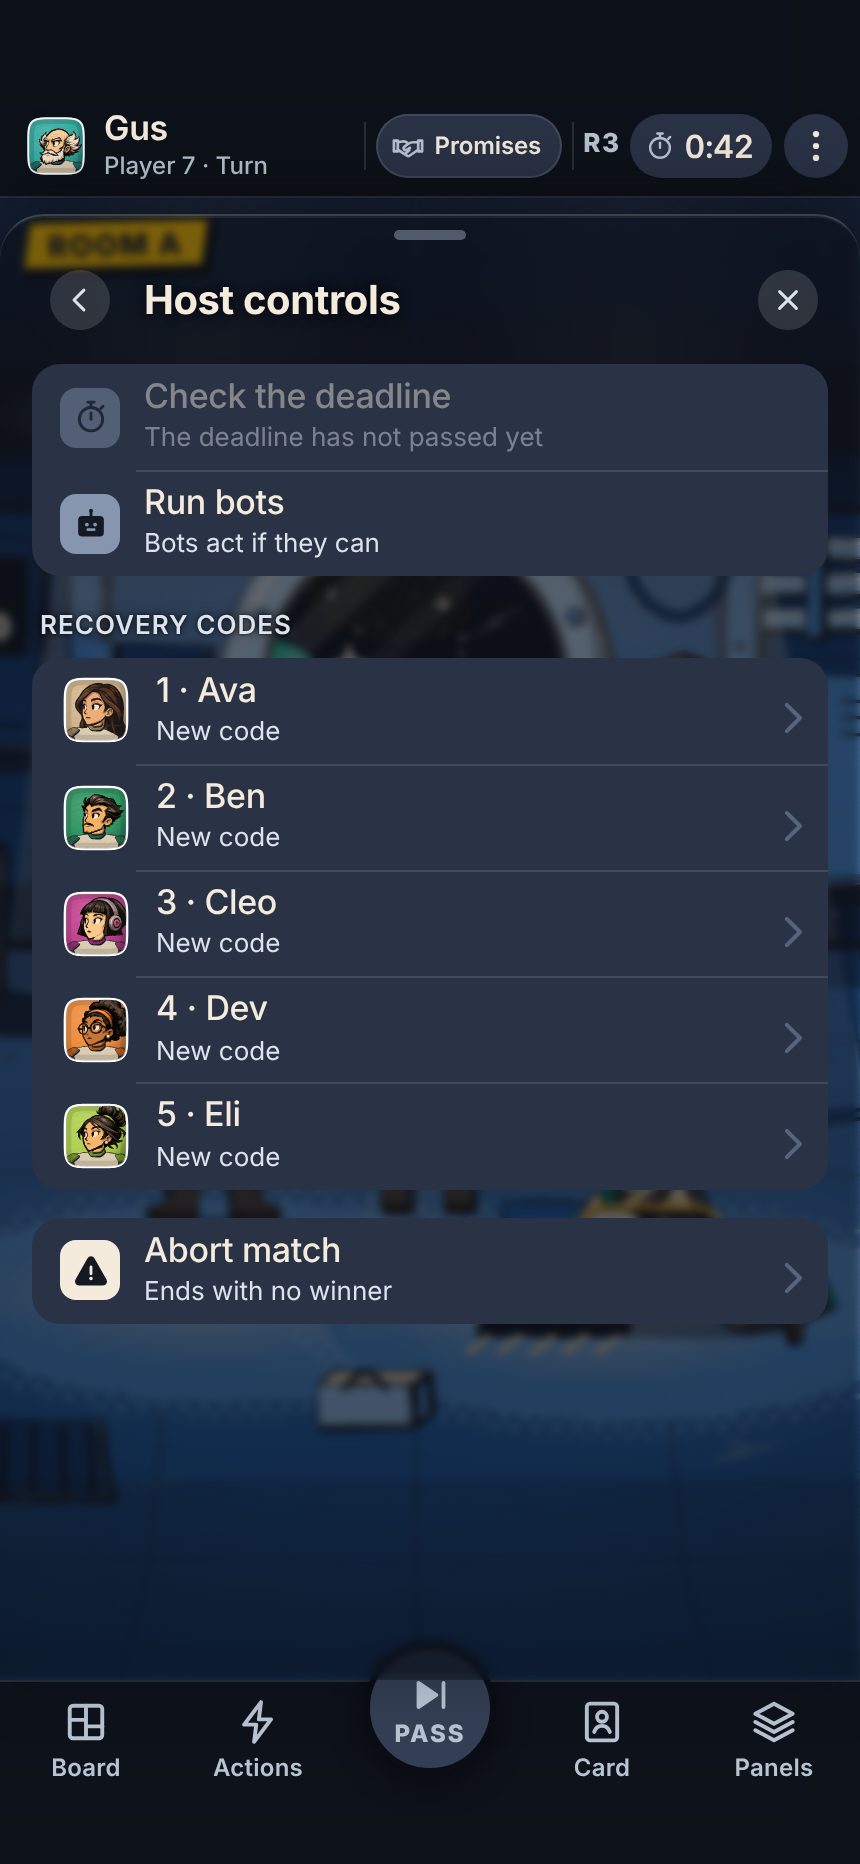 Gus
Player 7 · Turn
Promises
R3
0:42
ROOM A
Host controls
Check the deadline
The deadline has not passed yet
Run bots
Bots act if they can
RECOVERY CODES
1 · Ava
New code
2 · Ben
New code
3 · Cleo
New code
4 · Dev
New code
5 · Eli
New code
Abort match
Ends with no winner
PASS
Board
Actions
Card
Panels